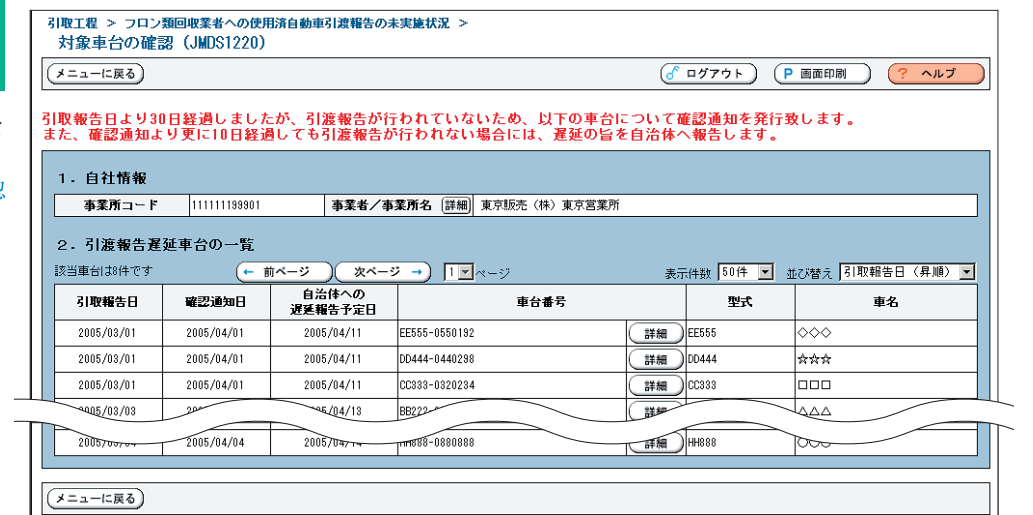 引取工程 > フロン類回収業者への使用済自動車引渡報告の未実施状況 >
対象車台の確認（JMDS1220）
メニューに戻る ログアウト P 画面印刷 ? ヘルプ
引取報告日より30日経過しましたが、引渡報告が行われていないため、以下の車台について確認通知を発行致します。
また、確認通知より更に10日経過しても引渡報告が行われない場合には、遅延の旨を自治体へ報告します。
1．自社情報
事業所コード 111111199901 事業者／事業所名 詳細 東京販売（株）東京営業所
2．引渡報告遅延車台の一覧
該当車台は8件です ← 前ページ 次ページ → 1 ページ 表示件数 50件 並び替え 引取報告日（昇順）
引取報告日 確認通知日 自治体への遅延報告予定日 車台番号 型式 車名
2005/03/01 2005/04/01 2005/04/11 EE555-0550192 詳細 EE555 ◇◇◇
2005/03/01 2005/04/01 2005/04/11 DD444-0440298 詳細 DD444 ☆☆☆
2005/03/01 2005/04/01 2005/04/11 CC333-0320234 詳細 CC333 □□□
2005/03/03 2005/04/13 詳細 △△△
2005/04/04 2005/04/14 HH888-0880888 詳細 HH888 ○○○
メニューに戻る